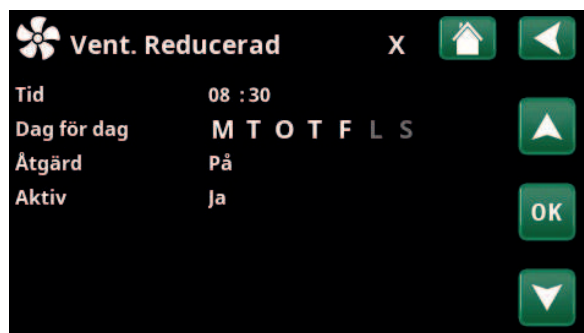 Vent. Reducerad X
Tid 08 :30
Dag för dag M T O T F L S
Åtgärd På
Aktiv Ja
OK